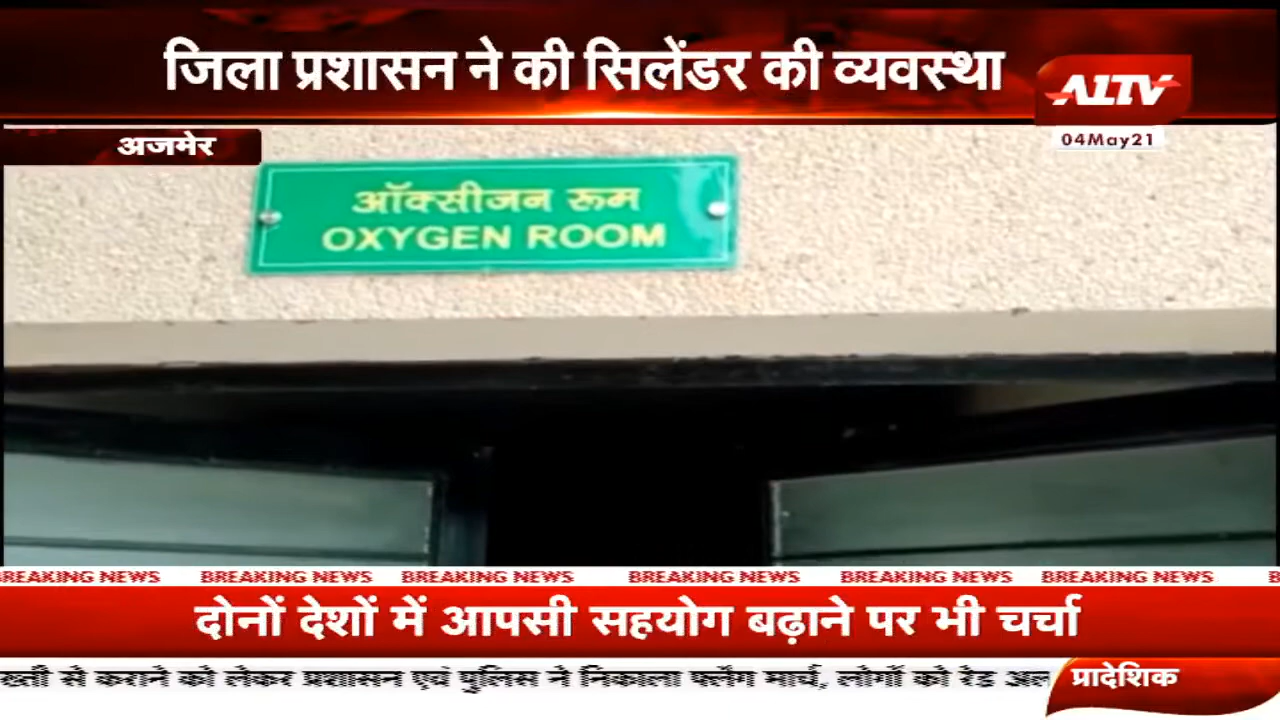 जिला प्रशासन ने की सिलेंडर की व्यवस्था
ALTV
04May21
अजमेर
ऑक्सीजन रूम
OXYGEN ROOM
BREAKING NEWS BREAKING NEWS BREAKING NEWS BREAKING NEWS BREAKING NEWS BREAKING NEWS
दोनों देशों में आपसी सहयोग बढ़ाने पर भी चर्चा
से कराने को लेकर प्रशासन एवं पुलिस ने निकाला फ्लैग मार्च, लोगों को रेड
प्रादेशिक